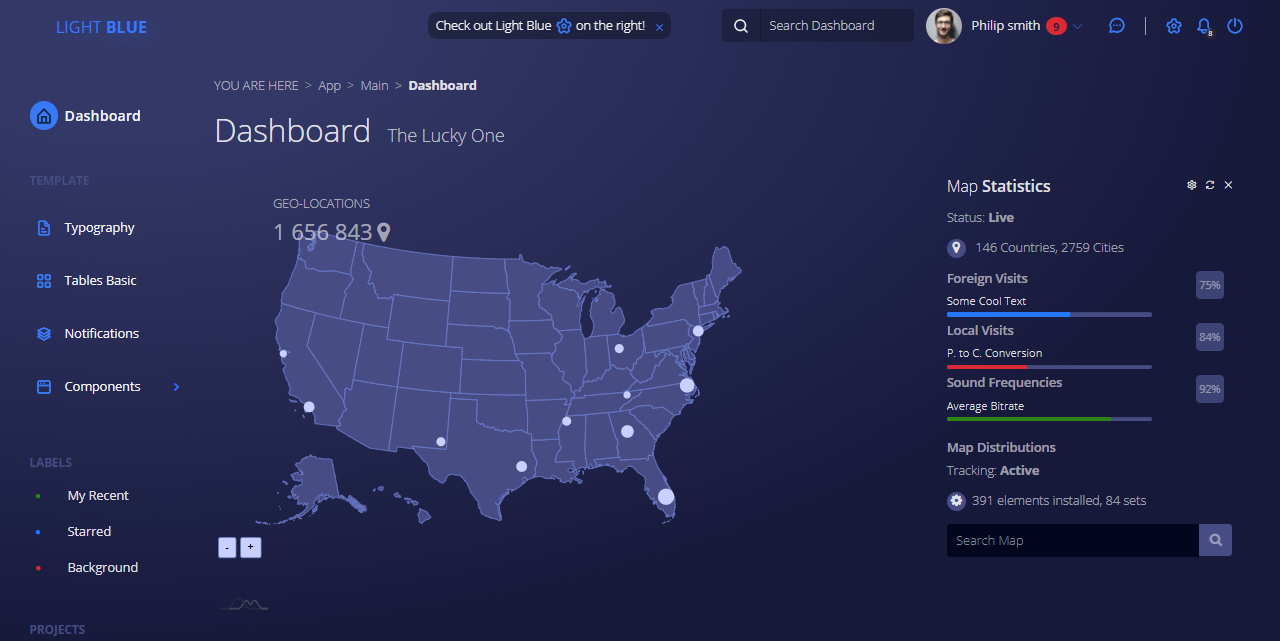 LIGHT BLUE
Check out Light Blue on the right! ×
Search Dashboard
Philip smith 9
8
YOU ARE HERE > App > Main > Dashboard
Dashboard The Lucky One
Dashboard
TEMPLATE
Typography
Tables Basic
Notifications
Components
LABELS
My Recent
Starred
Background
PROJECTS
GEO-LOCATIONS
1 656 843
- +
Map Statistics
Status: Live
146 Countries, 2759 Cities
Foreign Visits
75%
Some Cool Text
Local Visits
84%
P. to C. Conversion
Sound Frequencies
92%
Average Bitrate
Map Distributions
Tracking: Active
391 elements installed, 84 sets
Search Map